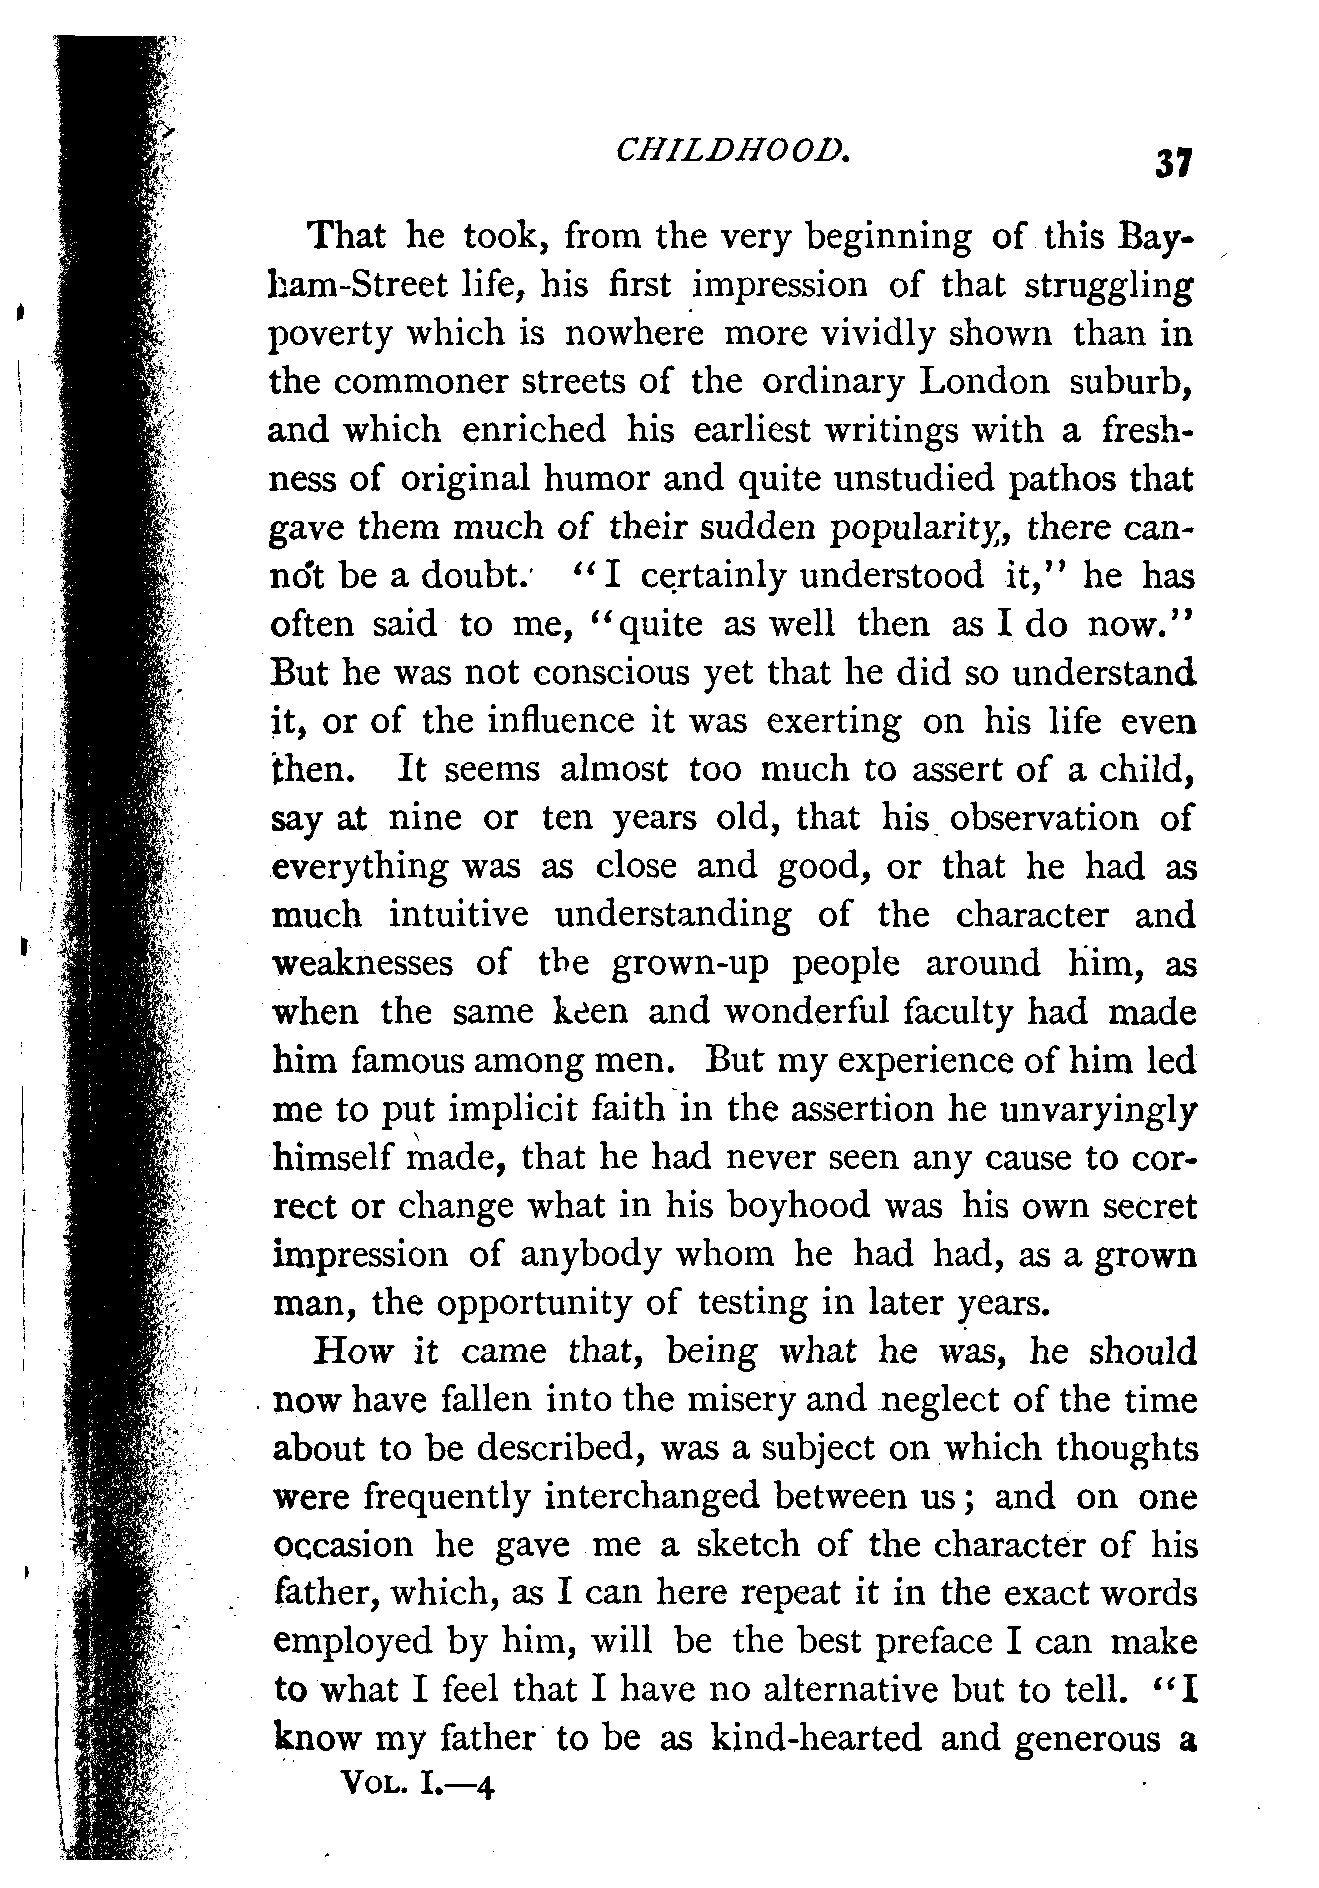 CHILDHOOD. 37
That he took, from the very beginning of this Bay-
ham-Street life, his first impression of that struggling
poverty which is nowhere more vividly shown than in
the commoner streets of the ordinary London suburb,
and which enriched his earliest writings with a fresh-
ness of original humor and quite unstudied pathos that
gave them much of their sudden popularity, there can-
not be a doubt. “I certainly understood it,” he has
often said to me, “quite as well then as I do now.”
But he was not conscious yet that he did so understand
it, or of the influence it was exerting on his life even
then. It seems almost too much to assert of a child,
say at nine or ten years old, that his observation of
everything was as close and good, or that he had as
much intuitive understanding of the character and
weaknesses of the grown-up people around him, as
when the same keen and wonderful faculty had made
him famous among men. But my experience of him led
me to put implicit faith in the assertion he unvaryingly
himself made, that he had never seen any cause to cor-
rect or change what in his boyhood was his own secret
impression of anybody whom he had had, as a grown
man, the opportunity of testing in later years.
How it came that, being what he was, he should
now have fallen into the misery and neglect of the time
about to be described, was a subject on which thoughts
were frequently interchanged between us; and on one
occasion he gave me a sketch of the character of his
father, which, as I can here repeat it in the exact words
employed by him, will be the best preface I can make
to what I feel that I have no alternative but to tell. “I
know my father to be as kind-hearted and generous a
VOL. I.—4